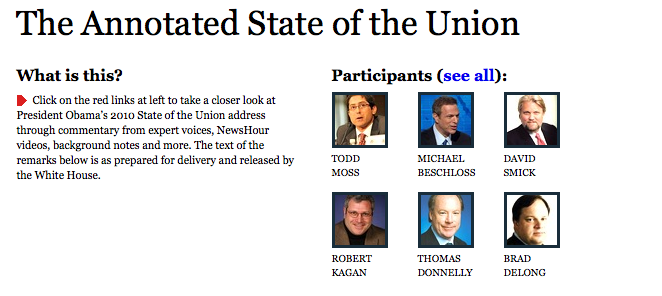 The Annotated State of the Union
What is this?
Click on the red links at left to take a closer look at
President Obama's 2010 State of the Union address
through commentary from expert voices, NewsHour
videos, background notes and more. The text of the
remarks below is as prepared for delivery and released by
the White House.
Participants (see all):
TODD
MOSS
MICHAEL
BESCHLOSS
DAVID
SMICK
ROBERT
KAGAN
THOMAS
DONNELLY
BRAD
DELONG